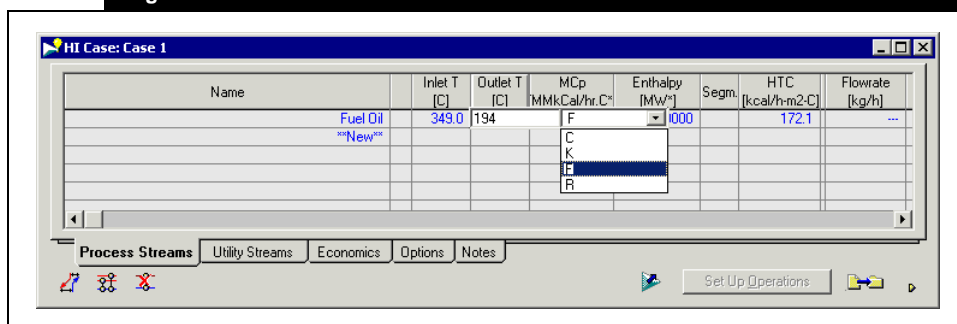 HI Case: Case 1
Name Inlet T [C] Outlet T [C] MCp [MMkCal/hr.C* Enthalpy [MW*] Segm. HTC [kcal/h-m2-C] Flowrate [kg/h]
Fuel Oil 349.0 194 F 172.1 ---
**New** C
K
F
R
Process Streams Utility Streams Economics Options Notes
Set Up Operations